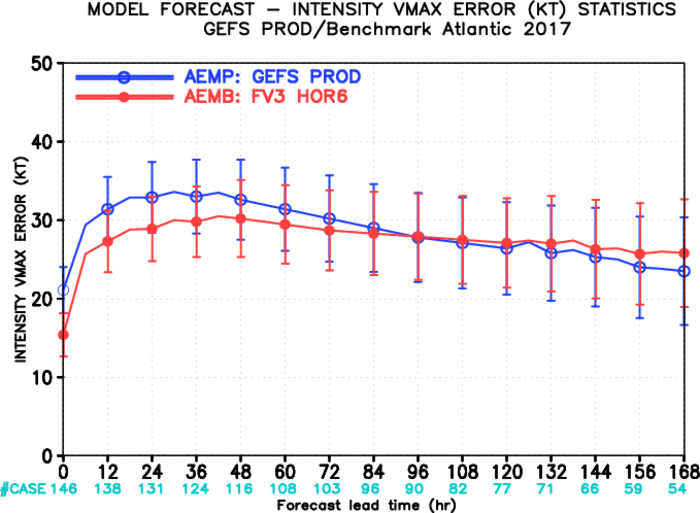 MODEL FORECAST – INTENSITY VMAX ERROR (KT) STATISTICS
GEFS PROD/Benchmark Atlantic 2017
AEMP: GEFS PROD
AEMB: FV3 HOR6
INTENSITY VMAX ERROR (KT)
50
40
30
20
10
0
0 12 24 36 48 60 72 84 96 108 120 132 144 156 168
#CASE 146 138 131 124 116 108 103 96 90 82 77 71 66 59 54
Forecast lead time (hr)